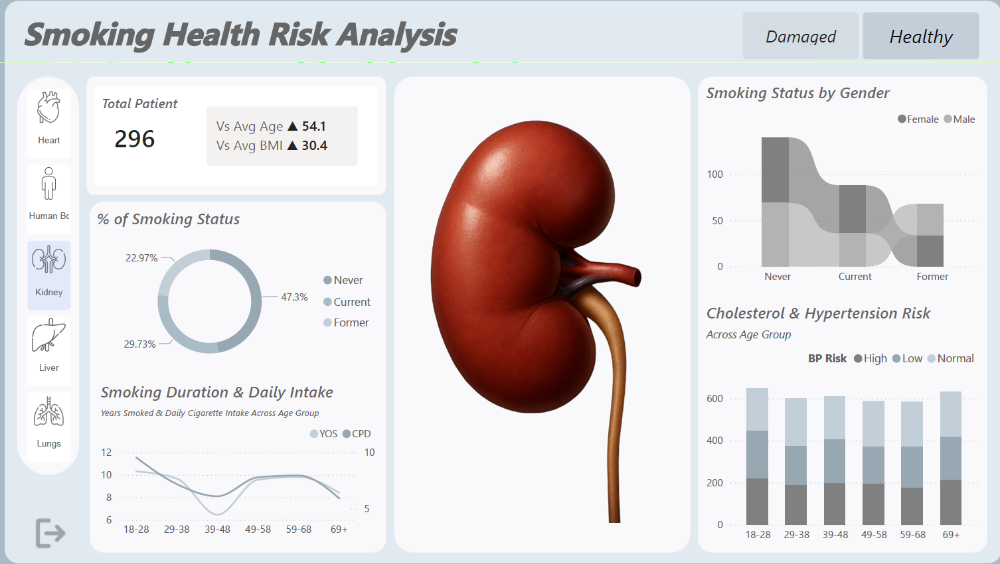 Smoking Health Risk Analysis
Damaged
Healthy
Heart
Human Bo
Kidney
Liver
Lungs
Total Patient
296
Vs Avg Age ▲ 54.1
Vs Avg BMI ▲ 30.4
% of Smoking Status
22.97%
47.3%
29.73%
Never
Current
Former
Smoking Duration & Daily Intake
Years Smoked & Daily Cigarette Intake Across Age Group
YOS CPD
12 10
10
8
5
6
18-28 29-38 39-48 49-58 59-68 69+
Smoking Status by Gender
Female Male
100
50
0
Never Current Former
Cholesterol & Hypertension Risk
Across Age Group
BP Risk High Low Normal
600
400
200
0
18-28 29-38 39-48 49-58 59-68 69+